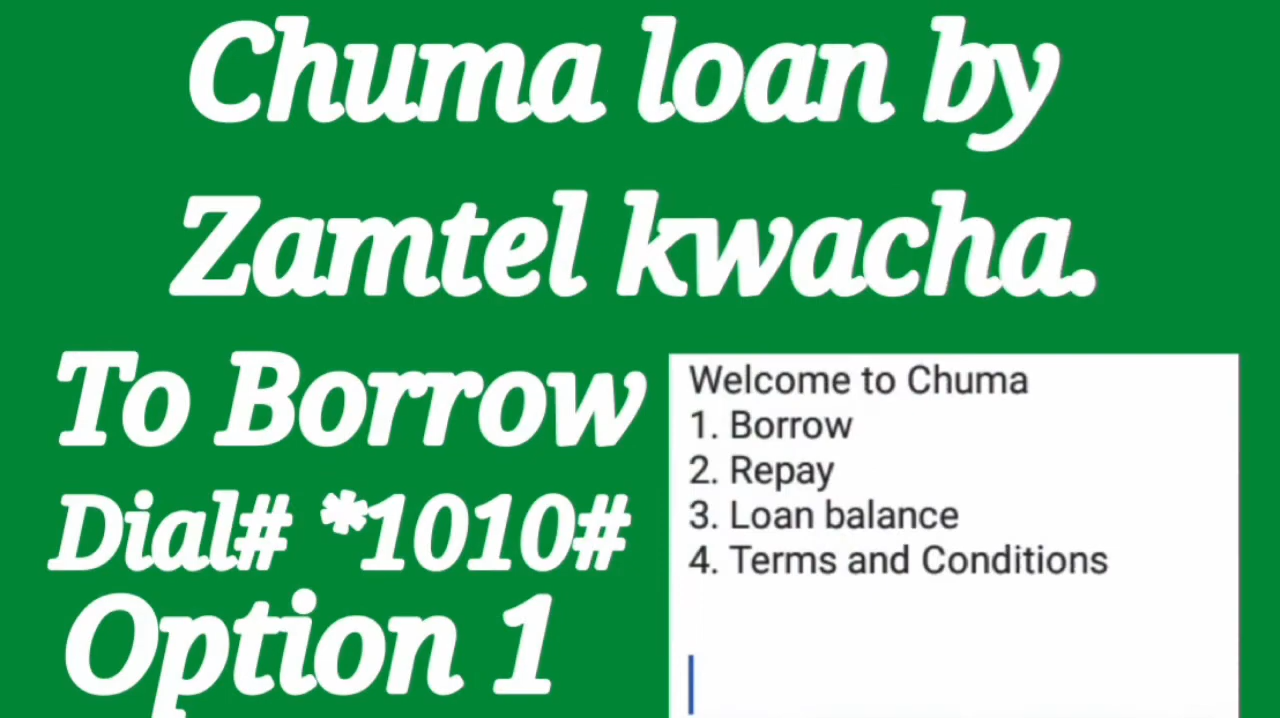 Chuma loan by
Zamtel kwacha.
To Borrow
Dial# *1010#
Option 1
Welcome to Chuma
1. Borrow
2. Repay
3. Loan balance
4. Terms and Conditions